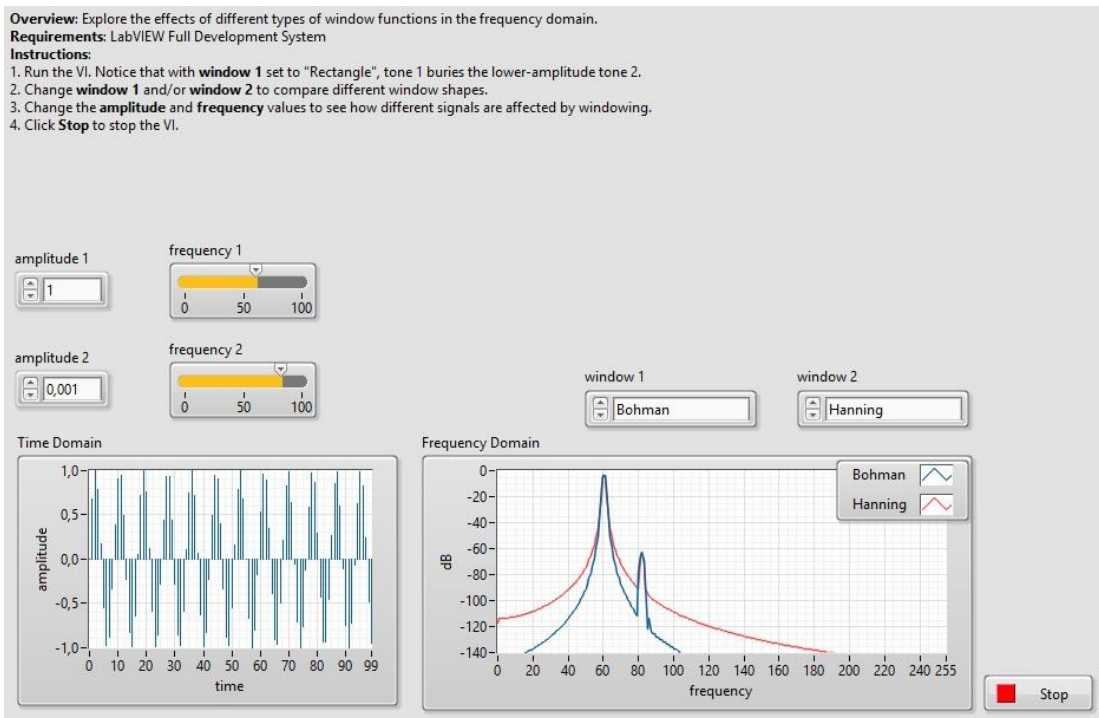 Overview: Explore the effects of different types of window functions in the frequency domain.
Requirements: LabVIEW Full Development System
Instructions:
1. Run the VI. Notice that with window 1 set to "Rectangle", tone 1 buries the lower-amplitude tone 2.
2. Change window 1 and/or window 2 to compare different window shapes.
3. Change the amplitude and frequency values to see how different signals are affected by windowing.
4. Click Stop to stop the VI.
amplitude 1
1
frequency 1
0 50 100
amplitude 2
0,001
frequency 2
0 50 100
window 1
Bohman
window 2
Hanning
Time Domain
amplitude
1,0
0,5
0,0
-0,5
-1,0
0 10 20 30 40 50 60 70 80 90 99
time
Frequency Domain
dB
0
-20
-40
-60
-80
-100
-120
-140
0 20 40 60 80 100 120 140 160 180 200 220 240 255
frequency
Bohman
Hanning
Stop